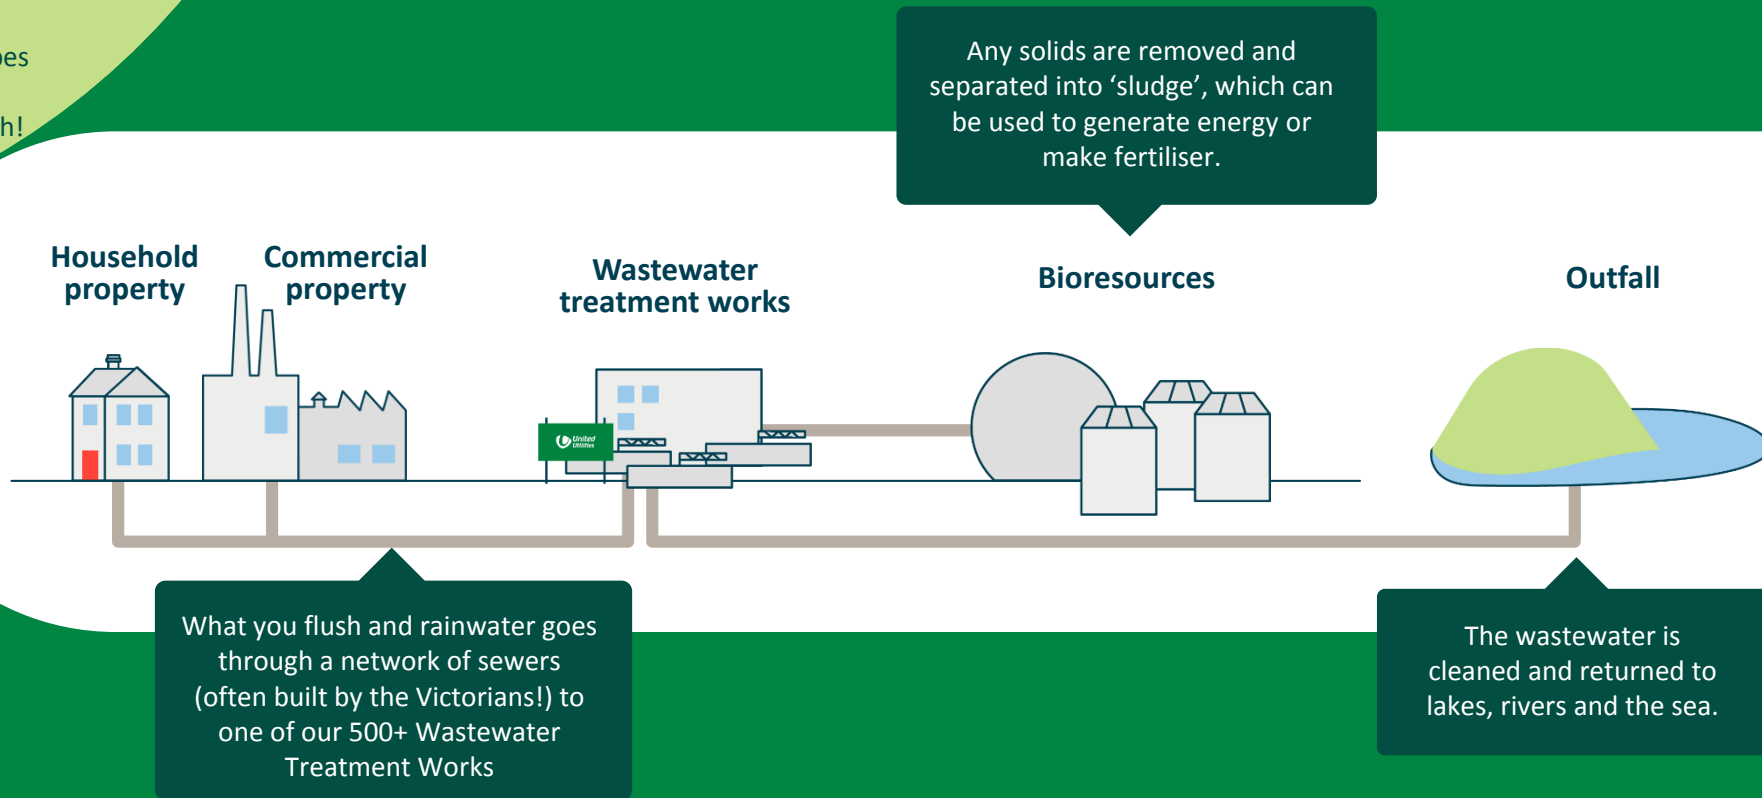 h!
Any solids are removed and
separated into ‘sludge’, which can
be used to generate energy or
make fertiliser.
Household
property
Commercial
property
Wastewater
treatment works
Bioresources
Outfall
United
Utilities
What you flush and rainwater goes
through a network of sewers
(often built by the Victorians!) to
one of our 500+ Wastewater
Treatment Works
The wastewater is
cleaned and returned to
lakes, rivers and the sea.